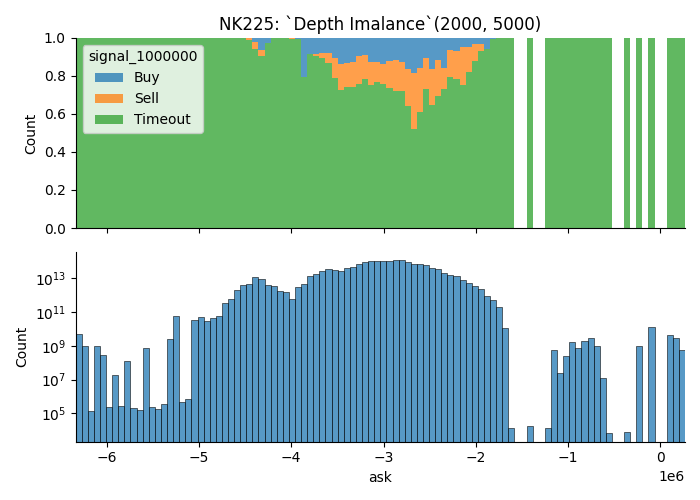 NK225: `Depth Imalance`(2000, 5000)
1.0
0.8
0.6
0.4
0.2
0.0
Count
signal_1000000
Buy
Sell
Timeout
10^13
10^11
10^9
10^7
10^5
Count
−6 −5 −4 −3 −2 −1 0
1e6
ask